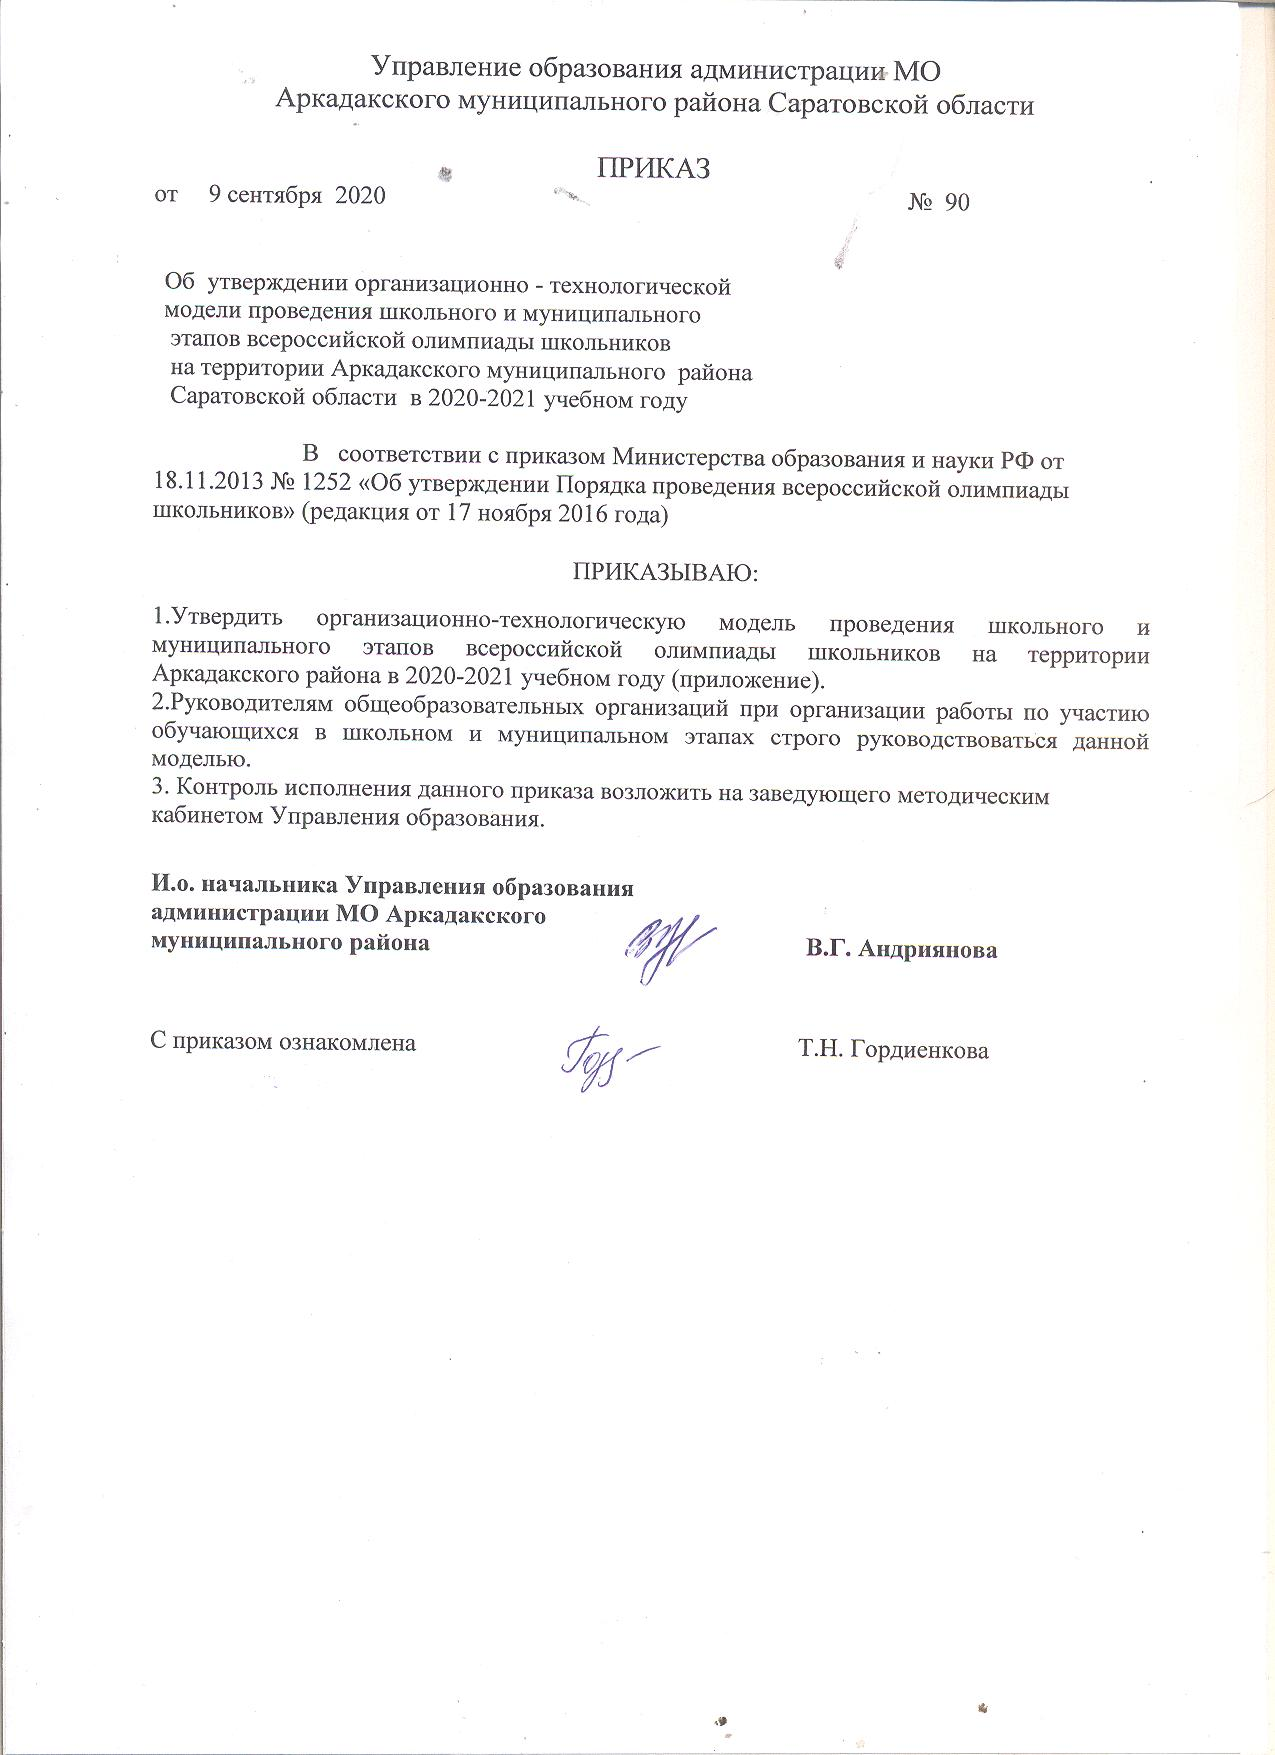 Управление образования администрации МО
Аркадакского муниципального района Саратовской области
ПРИКАЗ
от 9 сентября 2020
№ 90
Об утверждении организационно - технологической
модели проведения школьного и муниципального
этапов всероссийской олимпиады школьников
на территории Аркадакского муниципального района
Саратовской области в 2020-2021 учебном году
В соответствии с приказом Министерства образования и науки РФ от
18.11.2013 № 1252 «Об утверждении Порядка проведения всероссийской олимпиады
школьников» (редакция от 17 ноября 2016 года)
ПРИКАЗЫВАЮ:
1.Утвердить организационно-технологическую модель проведения школьного и
муниципального этапов всероссийской олимпиады школьников на территории
Аркадакского района в 2020-2021 учебном году (приложение).
2.Руководителям общеобразовательных организаций при организации работы по участию
обучающихся в школьном и муниципальном этапах строго руководствоваться данной
моделью.
3. Контроль исполнения данного приказа возложить на заведующего методическим
кабинетом Управления образования.
И.о. начальника Управления образования
администрации МО Аркадакского
муниципального района
В.Г. Андриянова
С приказом ознакомлена
Т.Н. Гордиенкова